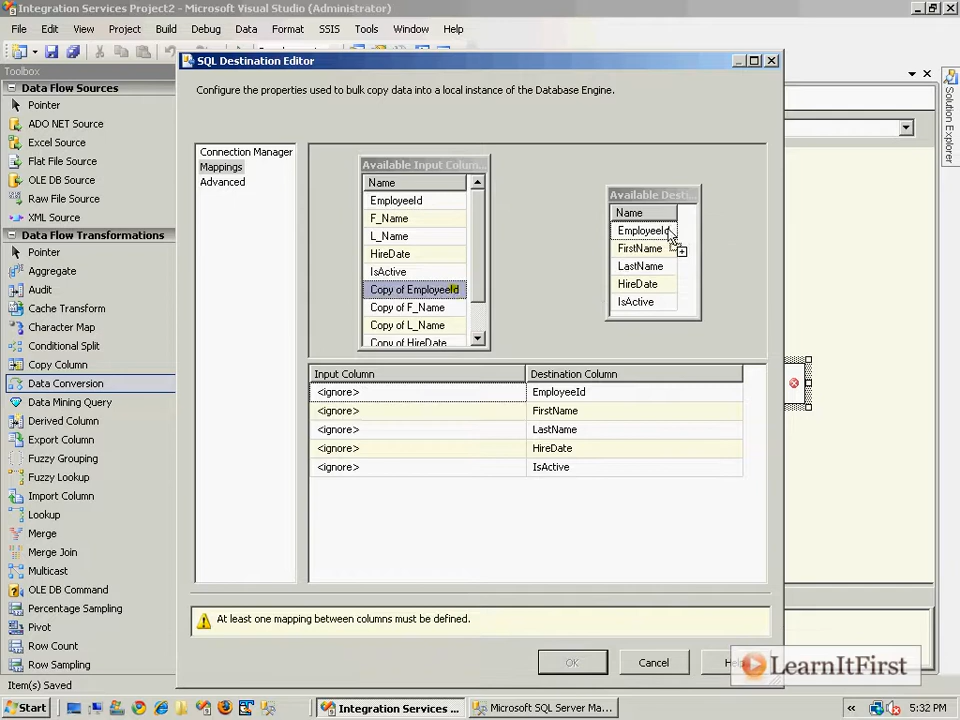 Integration Services Project2 - Microsoft Visual Studio (Administrator)
File Edit View Project Build Debug Data Format SSIS Tools Window Help
Toolbox
Data Flow Sources
Pointer
ADO NET Source
Excel Source
Flat File Source
OLE DB Source
Raw File Source
XML Source
Data Flow Transformations
Pointer
Aggregate
Audit
Cache Transform
Character Map
Conditional Split
Copy Column
Data Conversion
Data Mining Query
Derived Column
Export Column
Fuzzy Grouping
Fuzzy Lookup
Import Column
Lookup
Merge
Merge Join
Multicast
OLE DB Command
Percentage Sampling
Pivot
Row Count
Row Sampling
SQL Destination Editor
Configure the properties used to bulk copy data into a local instance of the Database Engine.
Connection Manager
Mappings
Advanced
Available Input Colum...
Name
EmployeeId
F_Name
L_Name
HireDate
IsActive
Copy of EmployeeId
Copy of F_Name
Copy of L_Name
Copy of HireDate
Available Desti...
Name
EmployeeId
FirstName
LastName
HireDate
IsActive
Input Column Destination Column
<ignore> EmployeeId
<ignore> FirstName
<ignore> LastName
<ignore> HireDate
<ignore> IsActive
At least one mapping between columns must be defined.
OK Cancel
LearnItFirst
Solution Explorer
Item(s) Saved
Start
Integration Services ...
Microsoft SQL Server Ma...
5:32 PM